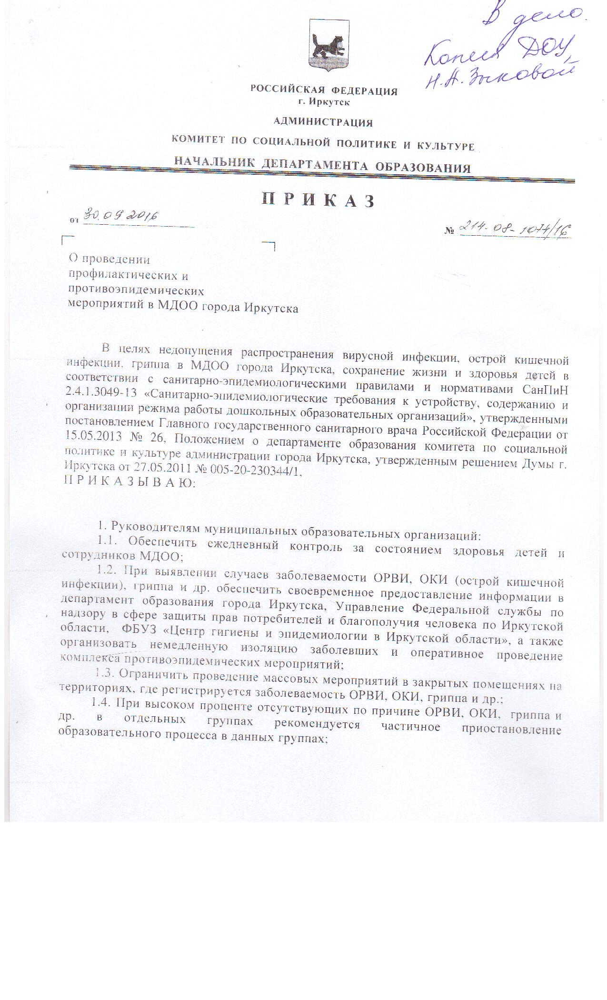 В дело.
Копия ДОУ,
Н.А. Зыковой
РОССИЙСКАЯ ФЕДЕРАЦИЯ
г. Иркутск
АДМИНИСТРАЦИЯ
КОМИТЕТ ПО СОЦИАЛЬНОЙ ПОЛИТИКЕ И КУЛЬТУРЕ
НАЧАЛЬНИК ДЕПАРТАМЕНТА ОБРАЗОВАНИЯ
П Р И К А З
от 30.09 2016
№ 214-08-1074/16
О проведении
профилактических и
противоэпидемических
мероприятий в МДОО города Иркутска
В целях недопущения распространения вирусной инфекции, острой кишечной
инфекции, гриппа в МДОО города Иркутска, сохранение жизни и здоровья детей в
соответствии с санитарно-эпидемиологическими правилами и нормативами СанПиН
2.4.1.3049-13 «Санитарно-эпидемиологические требования к устройству, содержанию и
организации режима работы дошкольных образовательных организаций», утвержденными
постановлением Главного государственного санитарного врача Российской Федерации от
15.05.2013 № 26, Положением о департаменте образования комитета по социальной
политике и культуре администрации города Иркутска, утвержденным решением Думы г.
Иркутска от 27.05.2011 № 005-20-230344/1,
П Р И К А З Ы В А Ю:
1. Руководителям муниципальных образовательных организаций:
1.1. Обеспечить ежедневный контроль за состоянием здоровья детей и
сотрудников МДОО;
1.2. При выявлении случаев заболеваемости ОРВИ, ОКИ (острой кишечной
инфекции), гриппа и др. обеспечить своевременное предоставление информации в
департамент образования города Иркутска, Управление Федеральной службы по
надзору в сфере защиты прав потребителей и благополучия человека по Иркутской
области, ФБУЗ «Центр гигиены и эпидемиологии в Иркутской области», а также
организовать немедленную изоляцию заболевших и оперативное проведение
комплекса противоэпидемических мероприятий;
1.3. Ограничить проведение массовых мероприятий в закрытых помещениях на
территориях, где регистрируется заболеваемость ОРВИ, ОКИ, гриппа и др.;
1.4. При высоком проценте отсутствующих по причине ОРВИ, ОКИ, гриппа и
др. в отдельных группах рекомендуется частичное приостановление
образовательного процесса в данных группах;